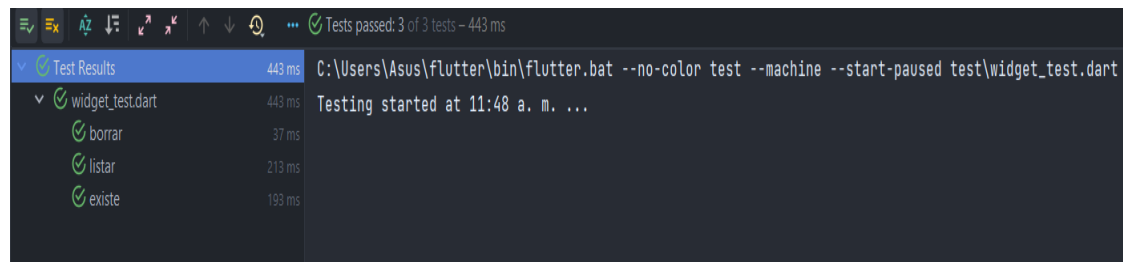 Tests passed: 3 of 3 tests – 443 ms
Test Results 443 ms
widget_test.dart 443 ms
borrar 37 ms
listar 213 ms
existe 193 ms
C:\Users\Asus\flutter\bin\flutter.bat --no-color test --machine --start-paused test\widget_test.dart
Testing started at 11:48 a. m. ...